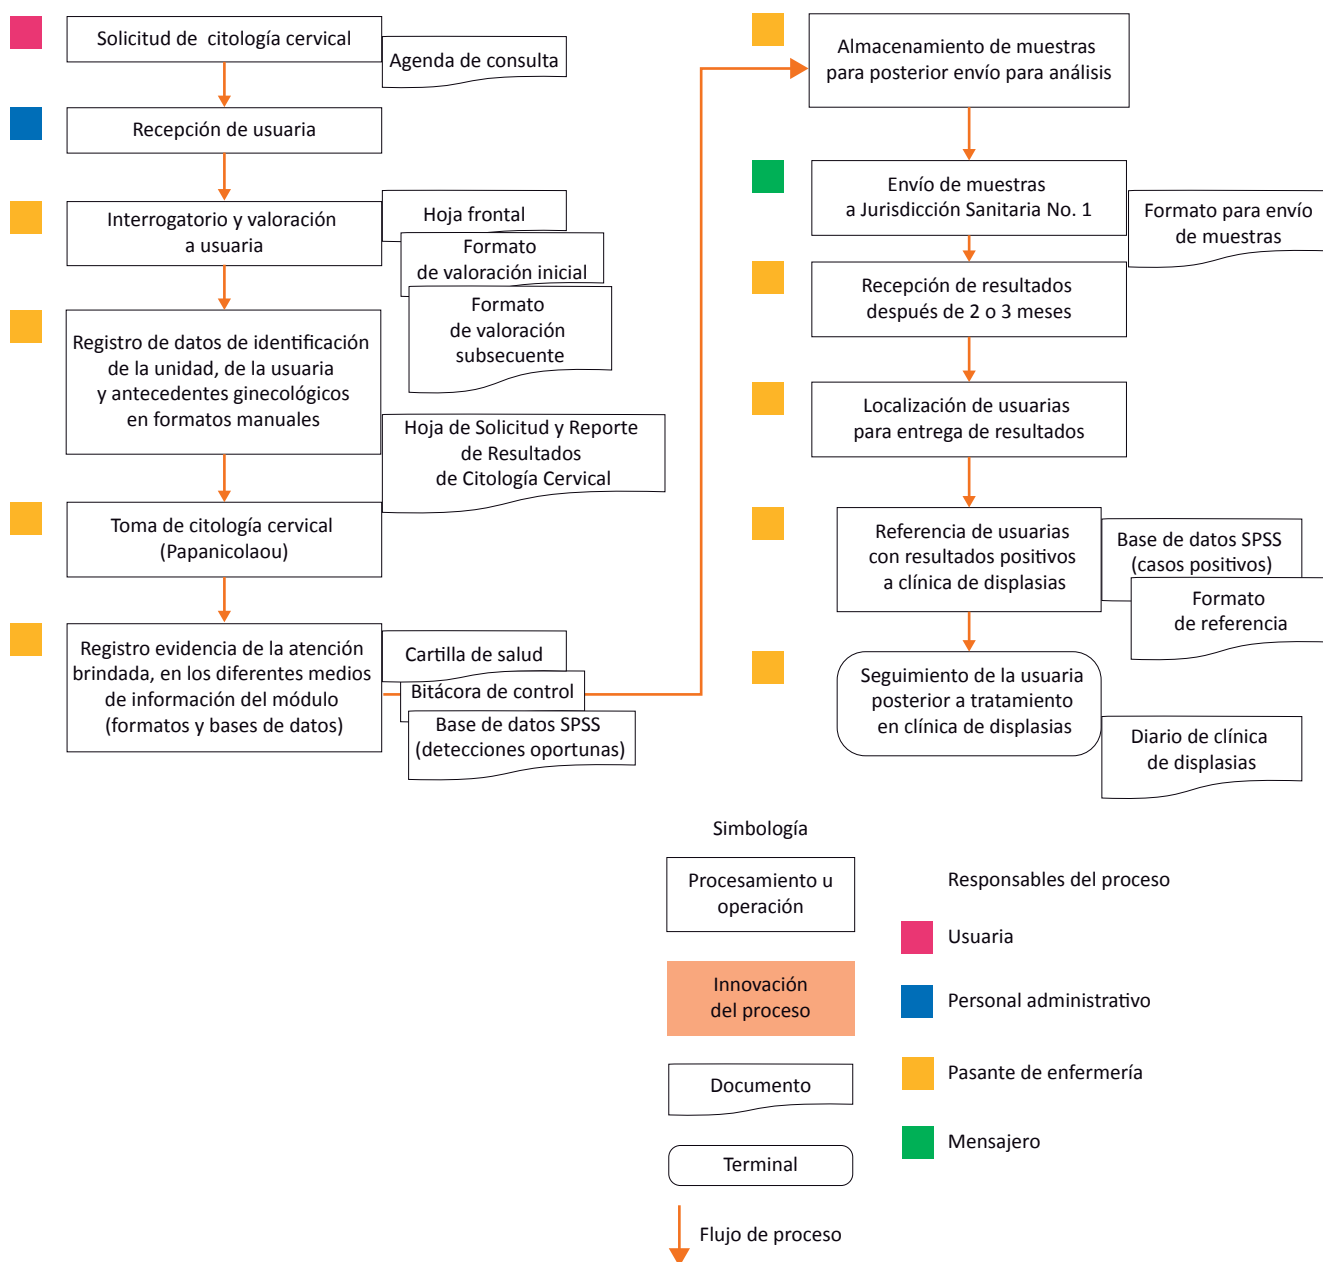 Solicitud de citología cervical
Agenda de consulta
Recepción de usuaria
Interrogatorio y valoración
a usuaria
Hoja frontal
Formato
de valoración inicial
Formato
de valoración
subsecuente
Registro de datos de identificación
de la unidad, de la usuaria
y antecedentes ginecológicos
en formatos manuales
Hoja de Solicitud y Reporte
de Resultados
de Citología Cervical
Toma de citología cervical
(Papanicolaou)
Registro evidencia de la atención
brindada, en los diferentes medios
de información del módulo
(formatos y bases de datos)
Cartilla de salud
Bitácora de control
Base de datos SPSS
(detecciones oportunas)
Almacenamiento de muestras
para posterior envío para análisis
Envío de muestras
a Jurisdicción Sanitaria No. 1
Formato para envío
de muestras
Recepción de resultados
después de 2 o 3 meses
Localización de usuarias
para entrega de resultados
Referencia de usuarias
con resultados positivos
a clínica de displasias
Base de datos SPSS
(casos positivos)
Formato
de referencia
Seguimiento de la usuaria
posterior a tratamiento
en clínica de displasias
Diario de clínica
de displasias
Simbología
Procesamiento u
operación
Innovación
del proceso
Documento
Terminal
Flujo de proceso
Responsables del proceso
Usuaria
Personal administrativo
Pasante de enfermería
Mensajero